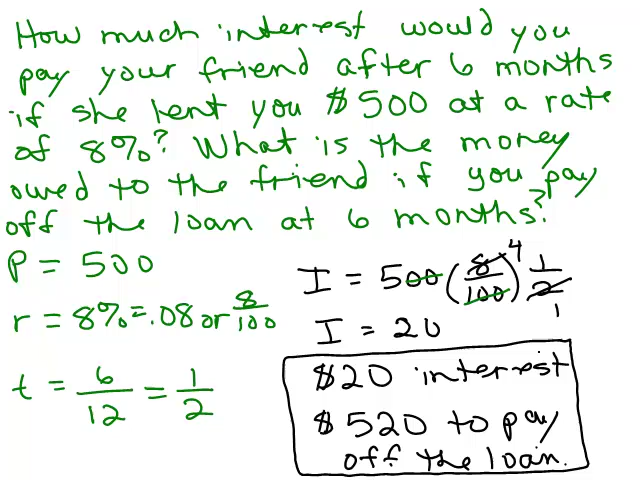 How much interest would you
pay your friend after 6 months
if she lent you $500 at a rate
of 8%? What is the money
owed to the friend if you pay
off the loan at 6 months?
P = 500
r = 8% = .08 or 8/100
t = 6/12 = 1/2
I = 500 (8/100)^4 1/2 1
I = 20
$20 interest
$520 to pay
off the loan.